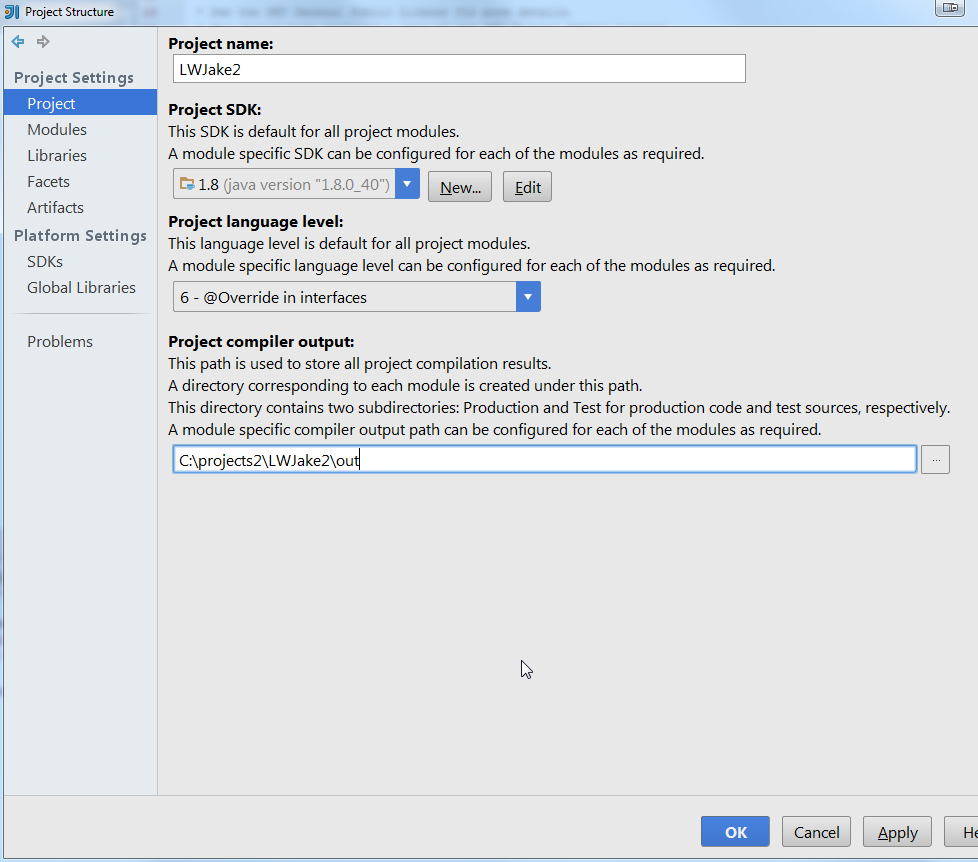 Project Structure
Project Settings
Project
Modules
Libraries
Facets
Artifacts
Platform Settings
SDKs
Global Libraries
Problems
Project name:
LWJake2
Project SDK:
This SDK is default for all project modules.
A module specific SDK can be configured for each of the modules as required.
1.8 (java version "1.8.0_40")
New...
Edit
Project language level:
This language level is default for all project modules.
A module specific language level can be configured for each of the modules as required.
6 - @Override in interfaces
Project compiler output:
This path is used to store all project compilation results.
A directory corresponding to each module is created under this path.
This directory contains two subdirectories: Production and Test for production code and test sources, respectively.
A module specific compiler output path can be configured for each of the modules as required.
C:\projects2\LWJake2\out
...
OK
Cancel
Apply
He